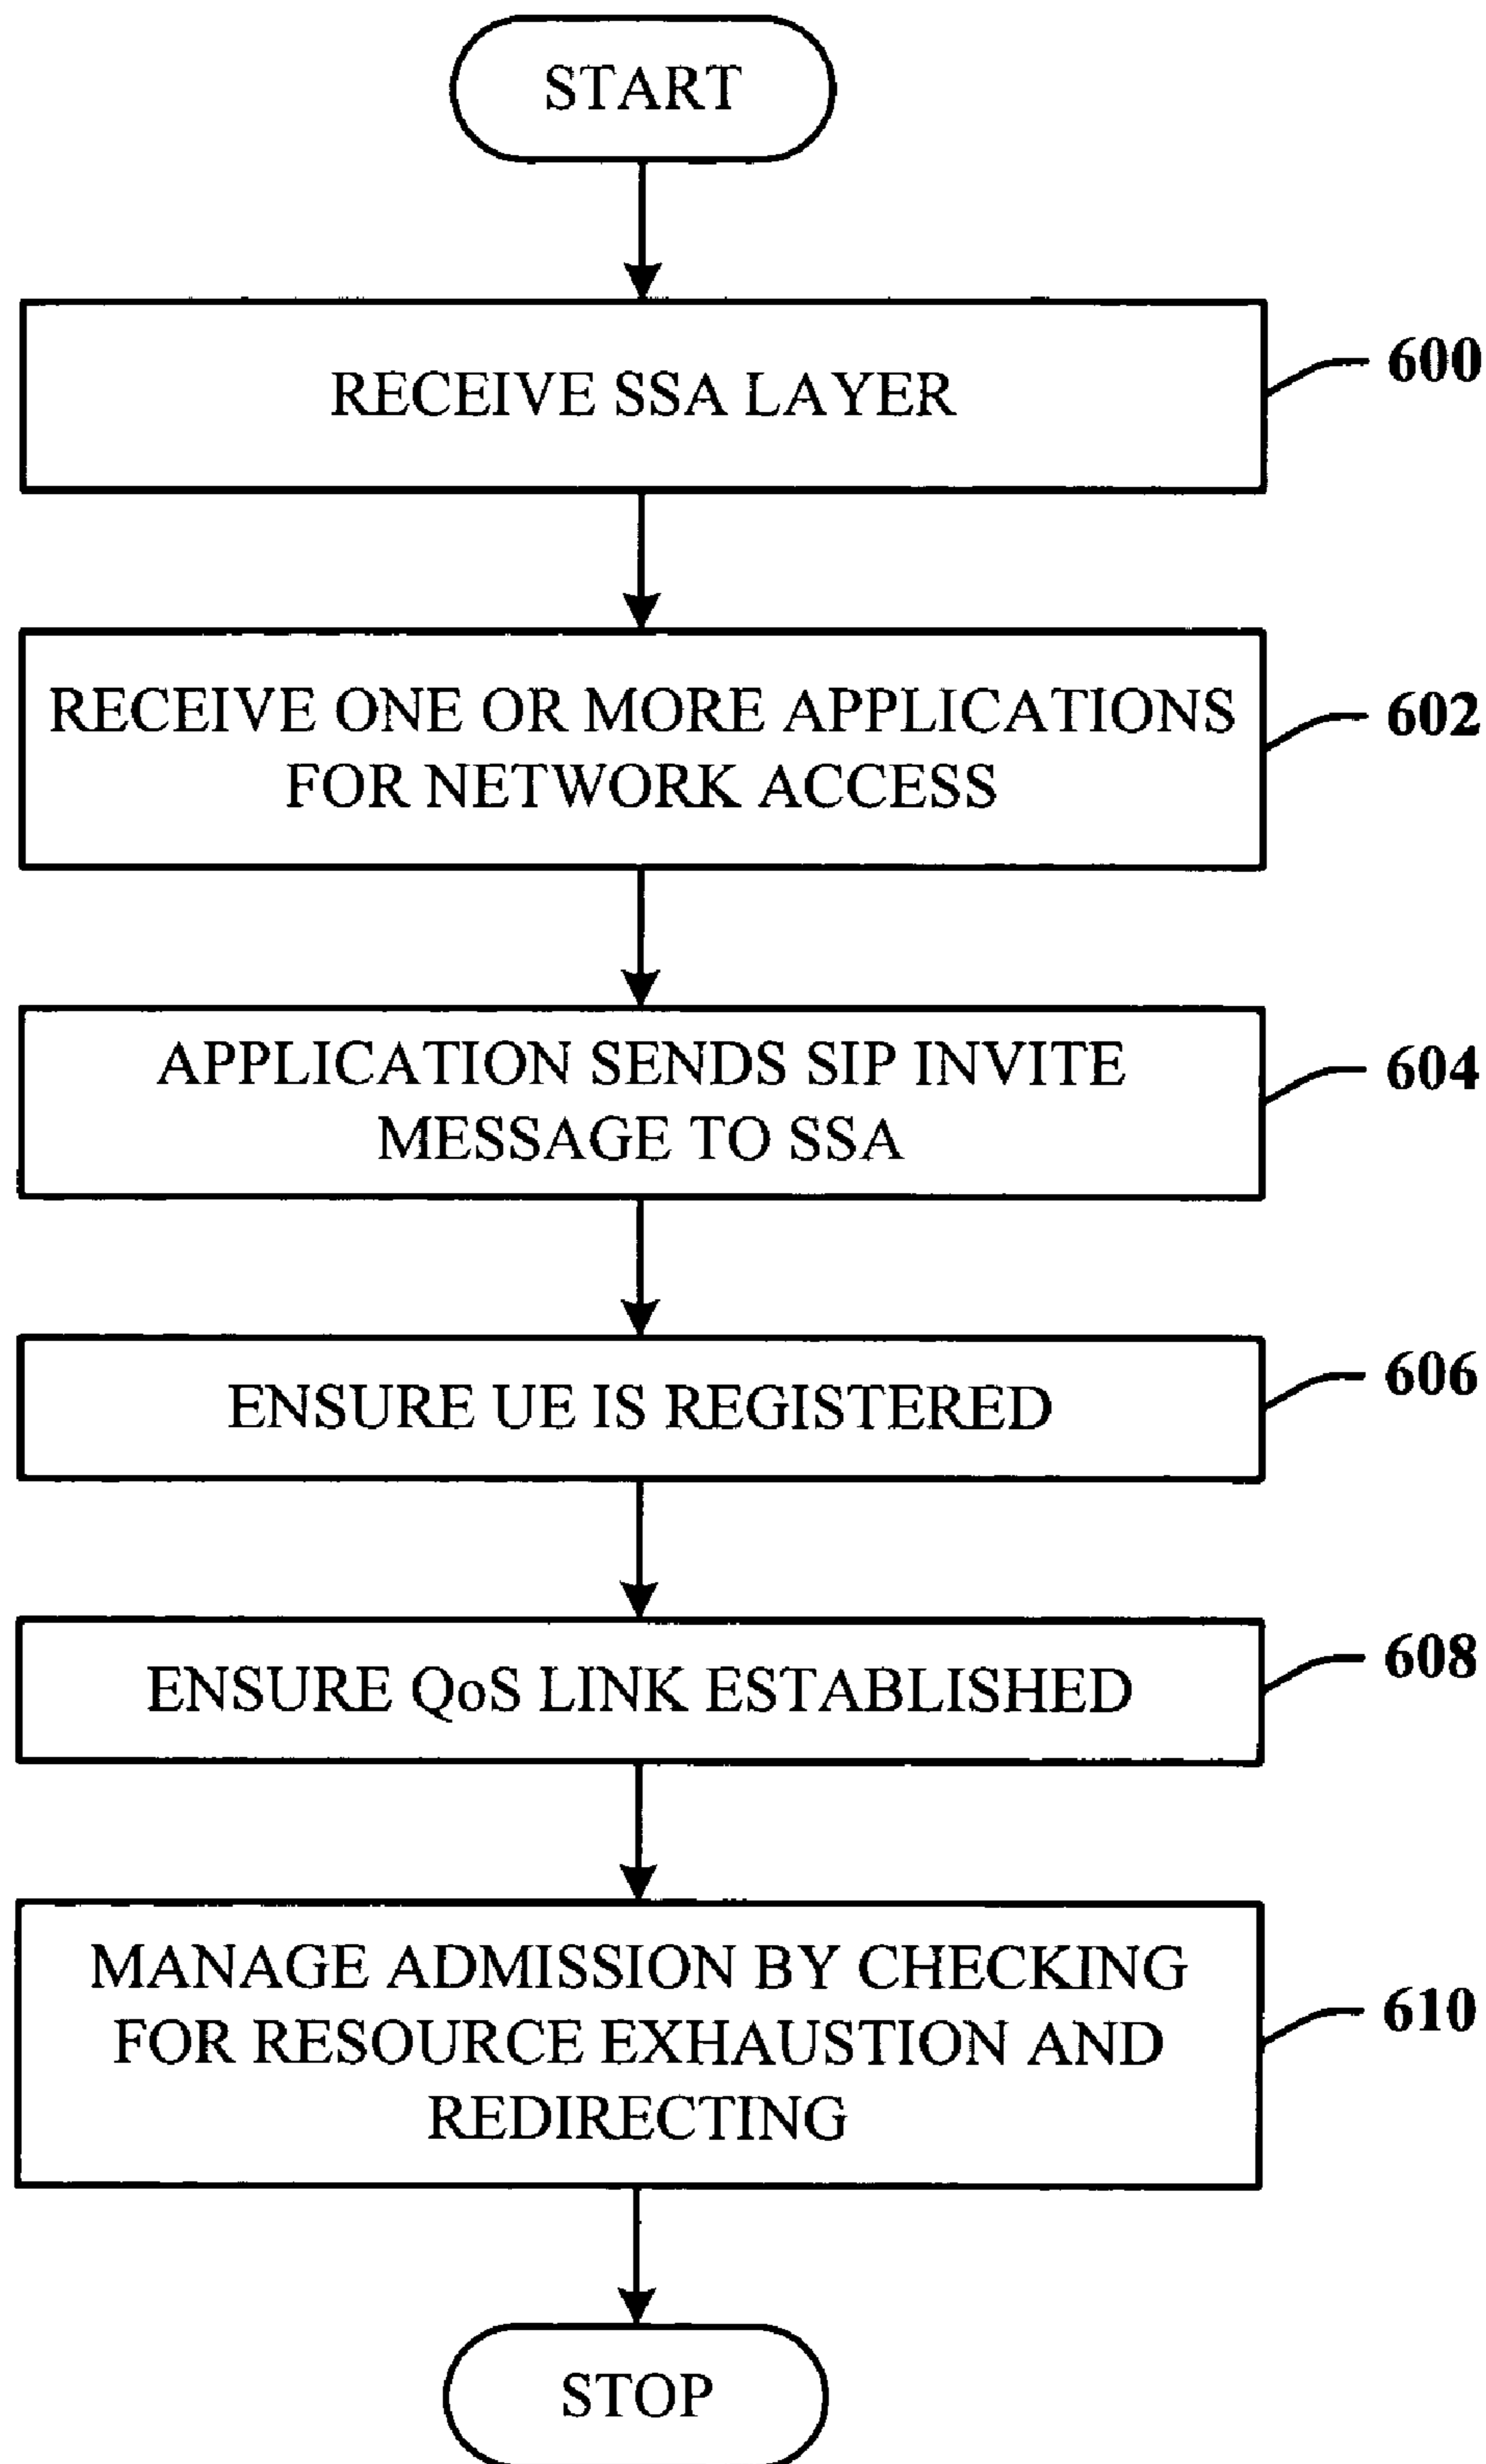 START
RECEIVE SSA LAYER
600
RECEIVE ONE OR MORE APPLICATIONS
FOR NETWORK ACCESS
602
APPLICATION SENDS SIP INVITE
MESSAGE TO SSA
604
ENSURE UE IS REGISTERED
606
ENSURE QoS LINK ESTABLISHED
608
MANAGE ADMISSION BY CHECKING
FOR RESOURCE EXHAUSTION AND
REDIRECTING
610
STOP